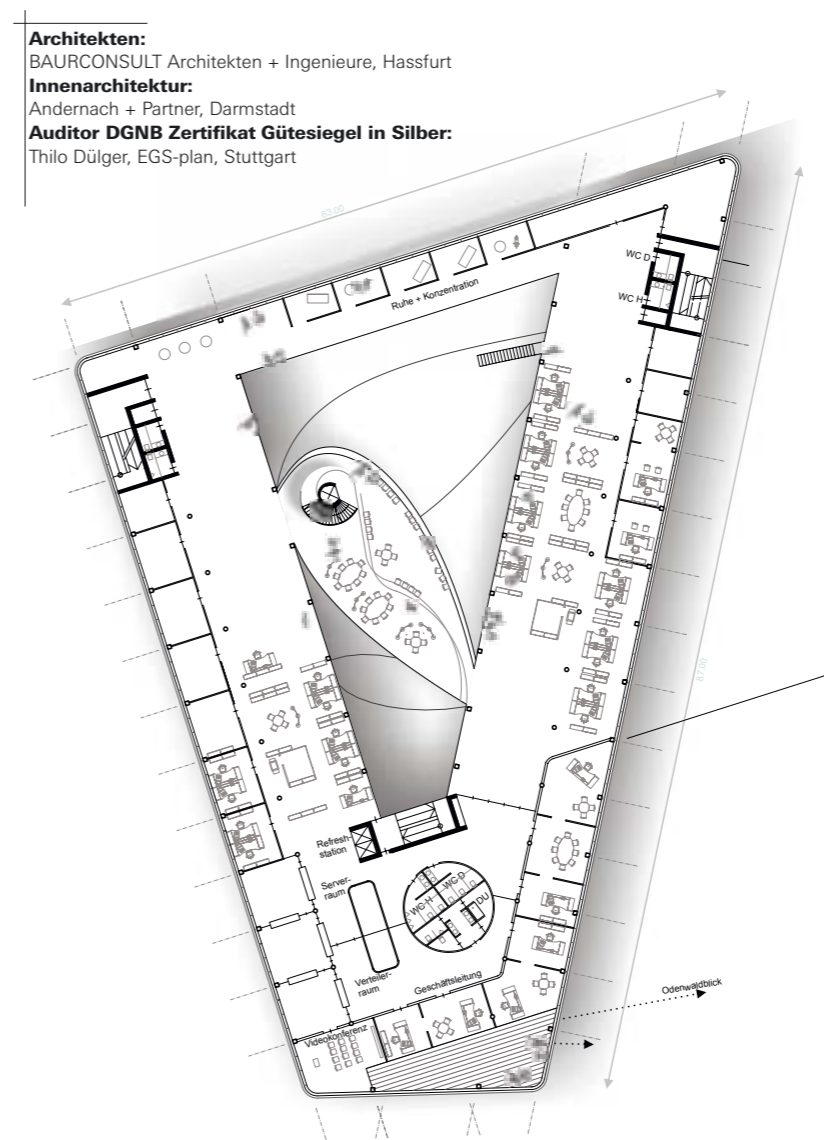 Architekten:
BAURCONSULT Architekten + Ingenieure, Hassfurt
Innenarchitektur:
Andernach + Partner, Darmstadt
Auditor DGNB Zertifikat Gütesiegel in Silber:
Thilo Dülger, EGS-plan, Stuttgart
63.00
WC D
WC H
Ruhe + Konzentration
87.00
Refresh-
station
Server-
raum
WC H
WC D
DU
Verteiler-
raum
Geschäftsleitung
Odenwaldblick
Videokonferenz